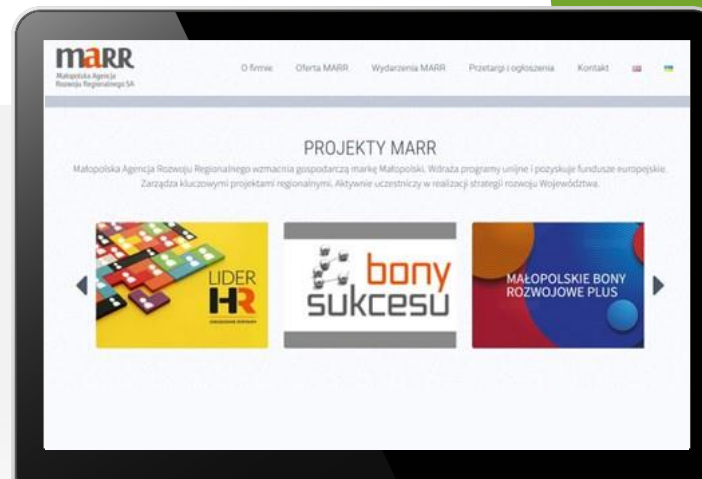 marr
Małopolska Agencja
Rozwoju Regionalnego SA
O firmie Oferta MARR Wydarzenia MARR Przetargi i ogłoszenia Kontakt
PROJEKTY MARR
Małopolska Agencja Rozwoju Regionalnego wzmacnia gospodarczą markę Małopolski. Wdraża programy unijne i pozyskuje fundusze europejskie.
Zarządza kluczowymi projektami regionalnymi. Aktywnie uczestniczy w realizacji strategii rozwoju Województwa.
LIDER
HR
bony
sukcesu
MAŁOPOLSKIE BONY
ROZWOJOWE PLUS